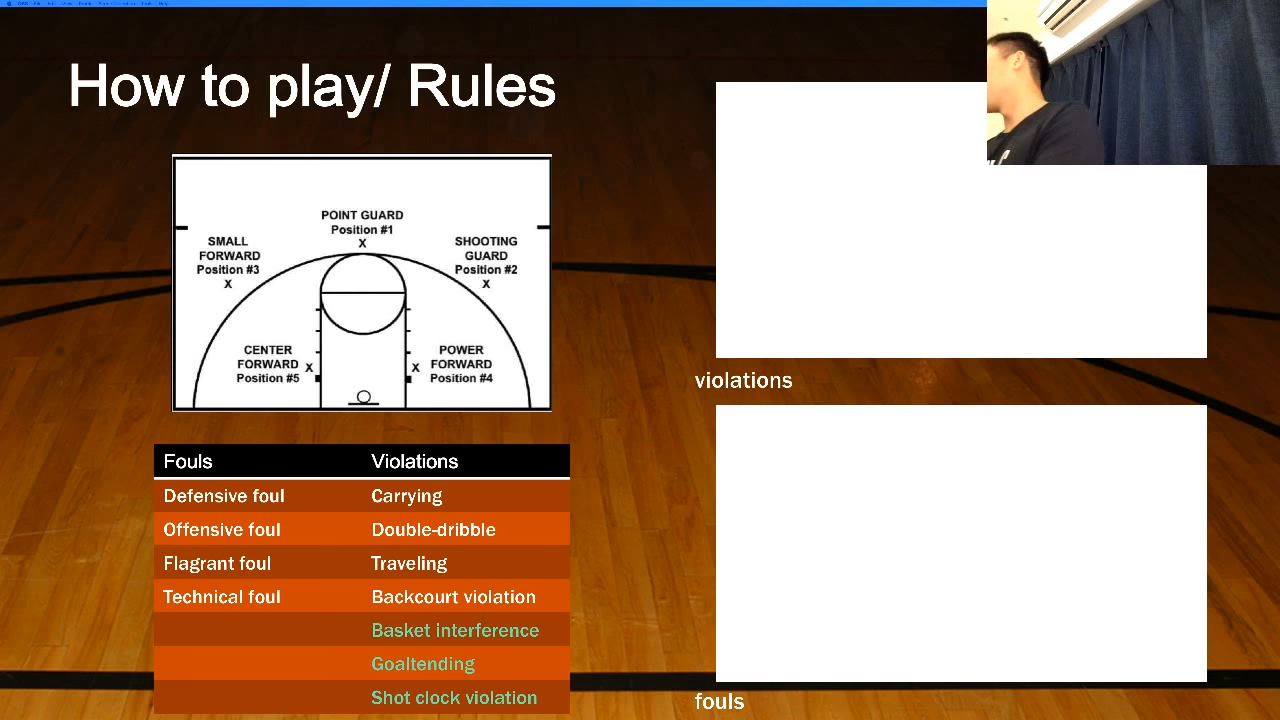 How to play/ Rules
POINT GUARD
Position #1
X
SMALL
FORWARD
Position #3
X
SHOOTING
GUARD
Position #2
X
CENTER
FORWARD
Position #5
X
X
POWER
FORWARD
Position #4
violations
Fouls Violations
Defensive foul Carrying
Offensive foul Double-dribble
Flagrant foul Traveling
Technical foul Backcourt violation
Basket interference
Goaltending
Shot clock violation
fouls